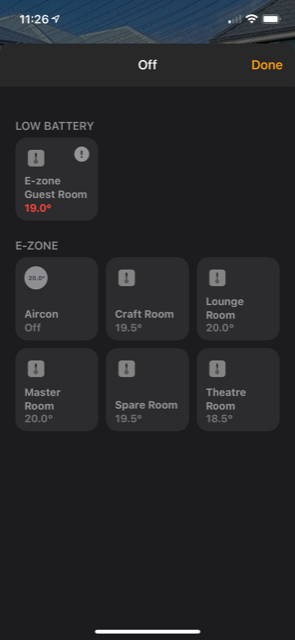 11:26
Off
Done
LOW BATTERY
E-zone
Guest Room
19.0°
E-ZONE
20.0°
Aircon
Off
Craft Room
19.5°
Lounge
Room
20.0°
Master
Room
20.0°
Spare Room
19.5°
Theatre
Room
18.5°